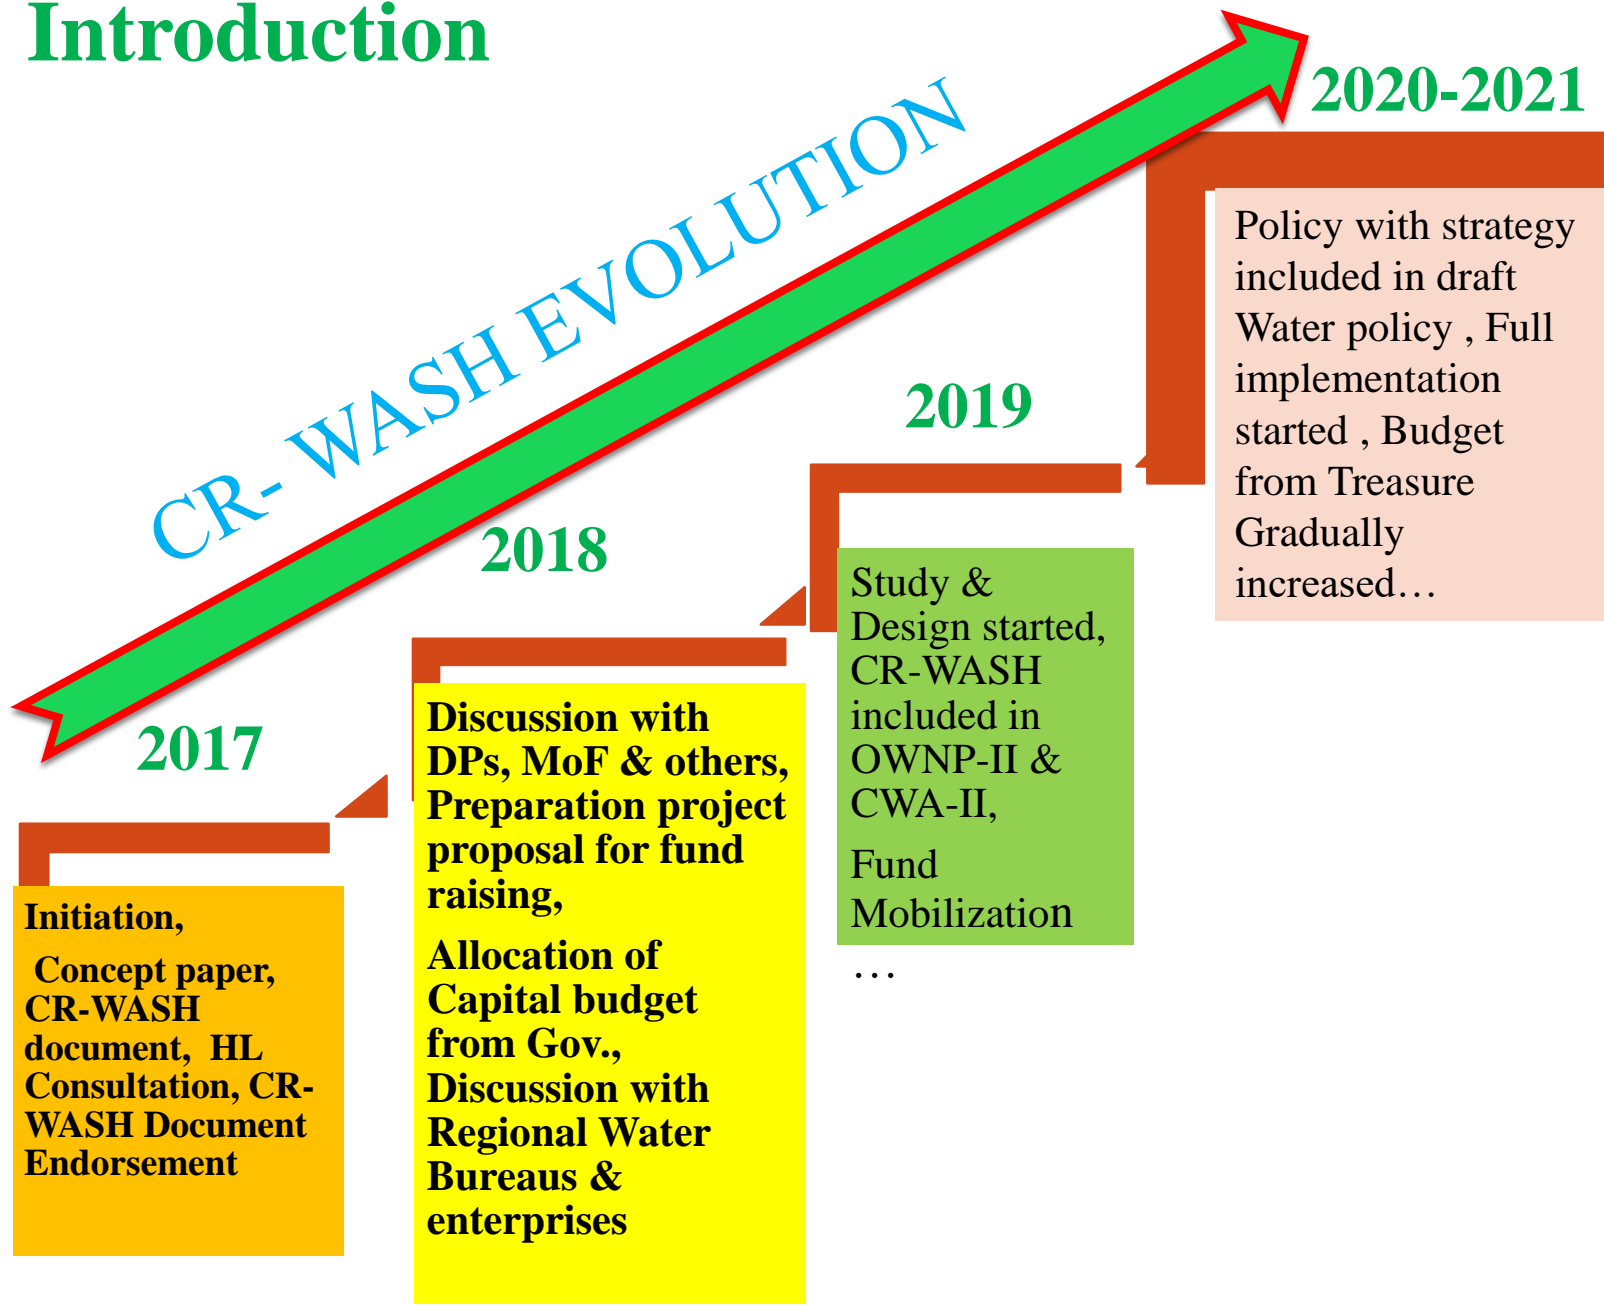 Introduction
CR- WASH EVOLUTION
2017
Initiation,
Concept paper,
CR-WASH
document,  HL
Consultation, CR-
WASH Document
Endorsement
2018
Discussion with
DPs, MoF & others,
Preparation project
proposal for fund
raising,
Allocation of
Capital budget
from Gov.,
Discussion with
Regional Water
Bureaus &
enterprises
2019
Study &
Design started,
CR-WASH
included in
OWNP-II &
CWA-II,
Fund
Mobilization
…
2020-2021
Policy with strategy
included in draft
Water policy , Full
implementation
started , Budget
from Treasure
Gradually
increased…